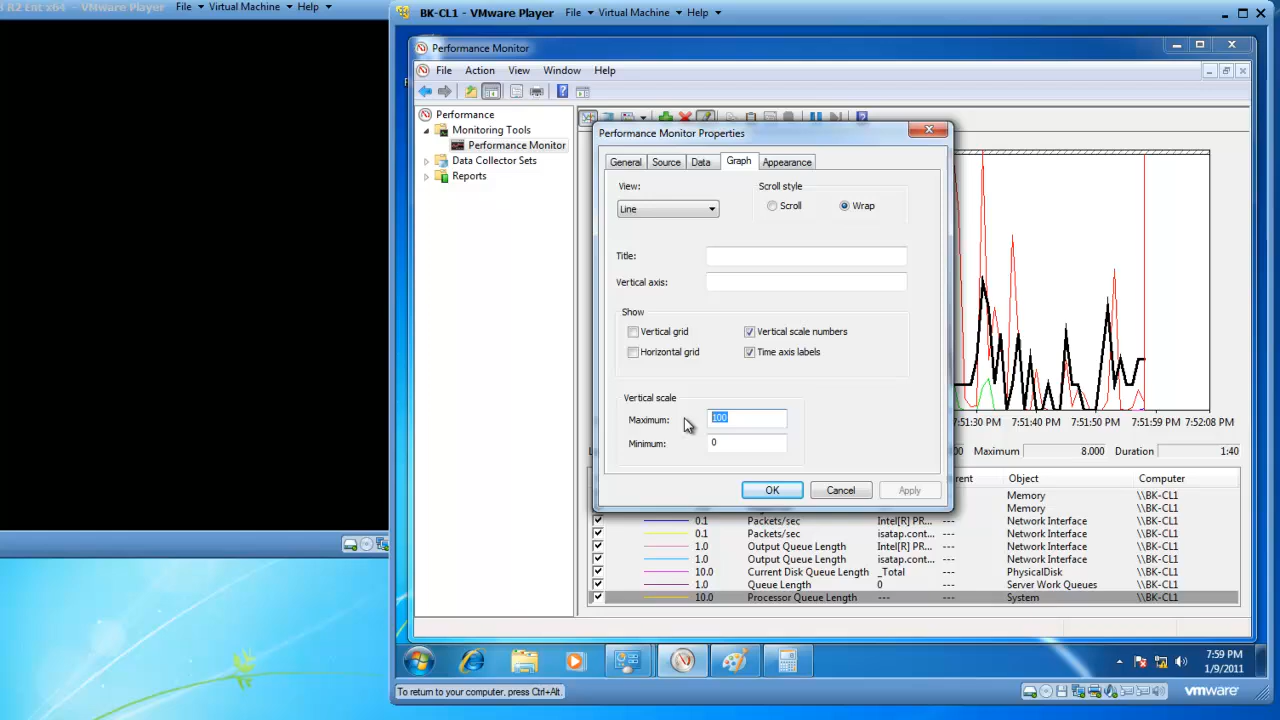 R2 Ent x64 - VMware Player File Virtual Machine Help
BK-CL1 - VMware Player File Virtual Machine Help
Performance Monitor
File Action View Window Help
Performance
Monitoring Tools
Performance Monitor
Data Collector Sets
Reports
Performance Monitor Properties
General Source Data Graph Appearance
View:
Line
Scroll style
Scroll Wrap
Title:
Vertical axis:
Show
Vertical grid Vertical scale numbers
Horizontal grid Time axis labels
Vertical scale
Maximum: 100
Minimum: 0
OK Cancel Apply
7:51:30 PM 7:51:40 PM 7:51:50 PM 7:51:59 PM 7:52:08 PM
Maximum 8.000 Duration 1:40
Object Computer
Memory \\BK-CL1
Memory \\BK-CL1
0.1 Packets/sec Intel[R] PR... --- Network Interface \\BK-CL1
0.1 Packets/sec isatap.cont... --- Network Interface \\BK-CL1
1.0 Output Queue Length Intel[R] PR... --- Network Interface \\BK-CL1
1.0 Output Queue Length isatap.cont... --- Network Interface \\BK-CL1
10.0 Current Disk Queue Length _Total --- PhysicalDisk \\BK-CL1
1.0 Queue Length 0 --- Server Work Queues \\BK-CL1
10.0 Processor Queue Length --- --- System \\BK-CL1
7:59 PM
1/9/2011
To return to your computer, press Ctrl+Alt.
vmware